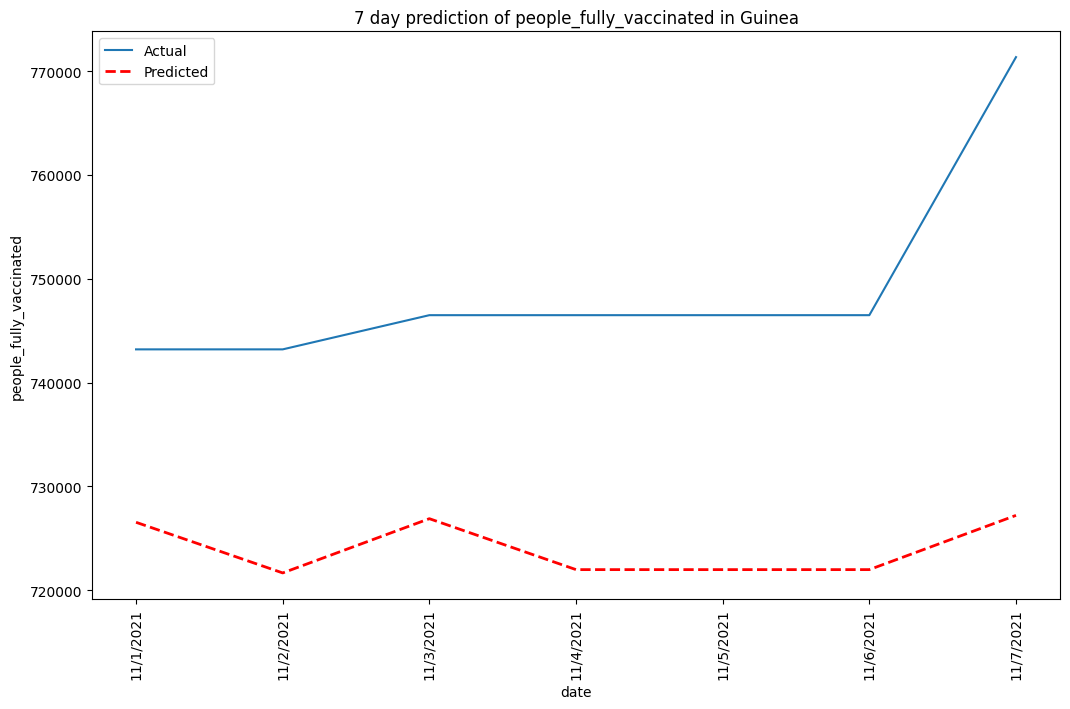 7 day prediction of people_fully_vaccinated in Guinea
Actual
Predicted
770000
760000
750000
740000
730000
720000
people_fully_vaccinated
11/1/2021
11/2/2021
11/3/2021
11/4/2021
11/5/2021
11/6/2021
11/7/2021
date